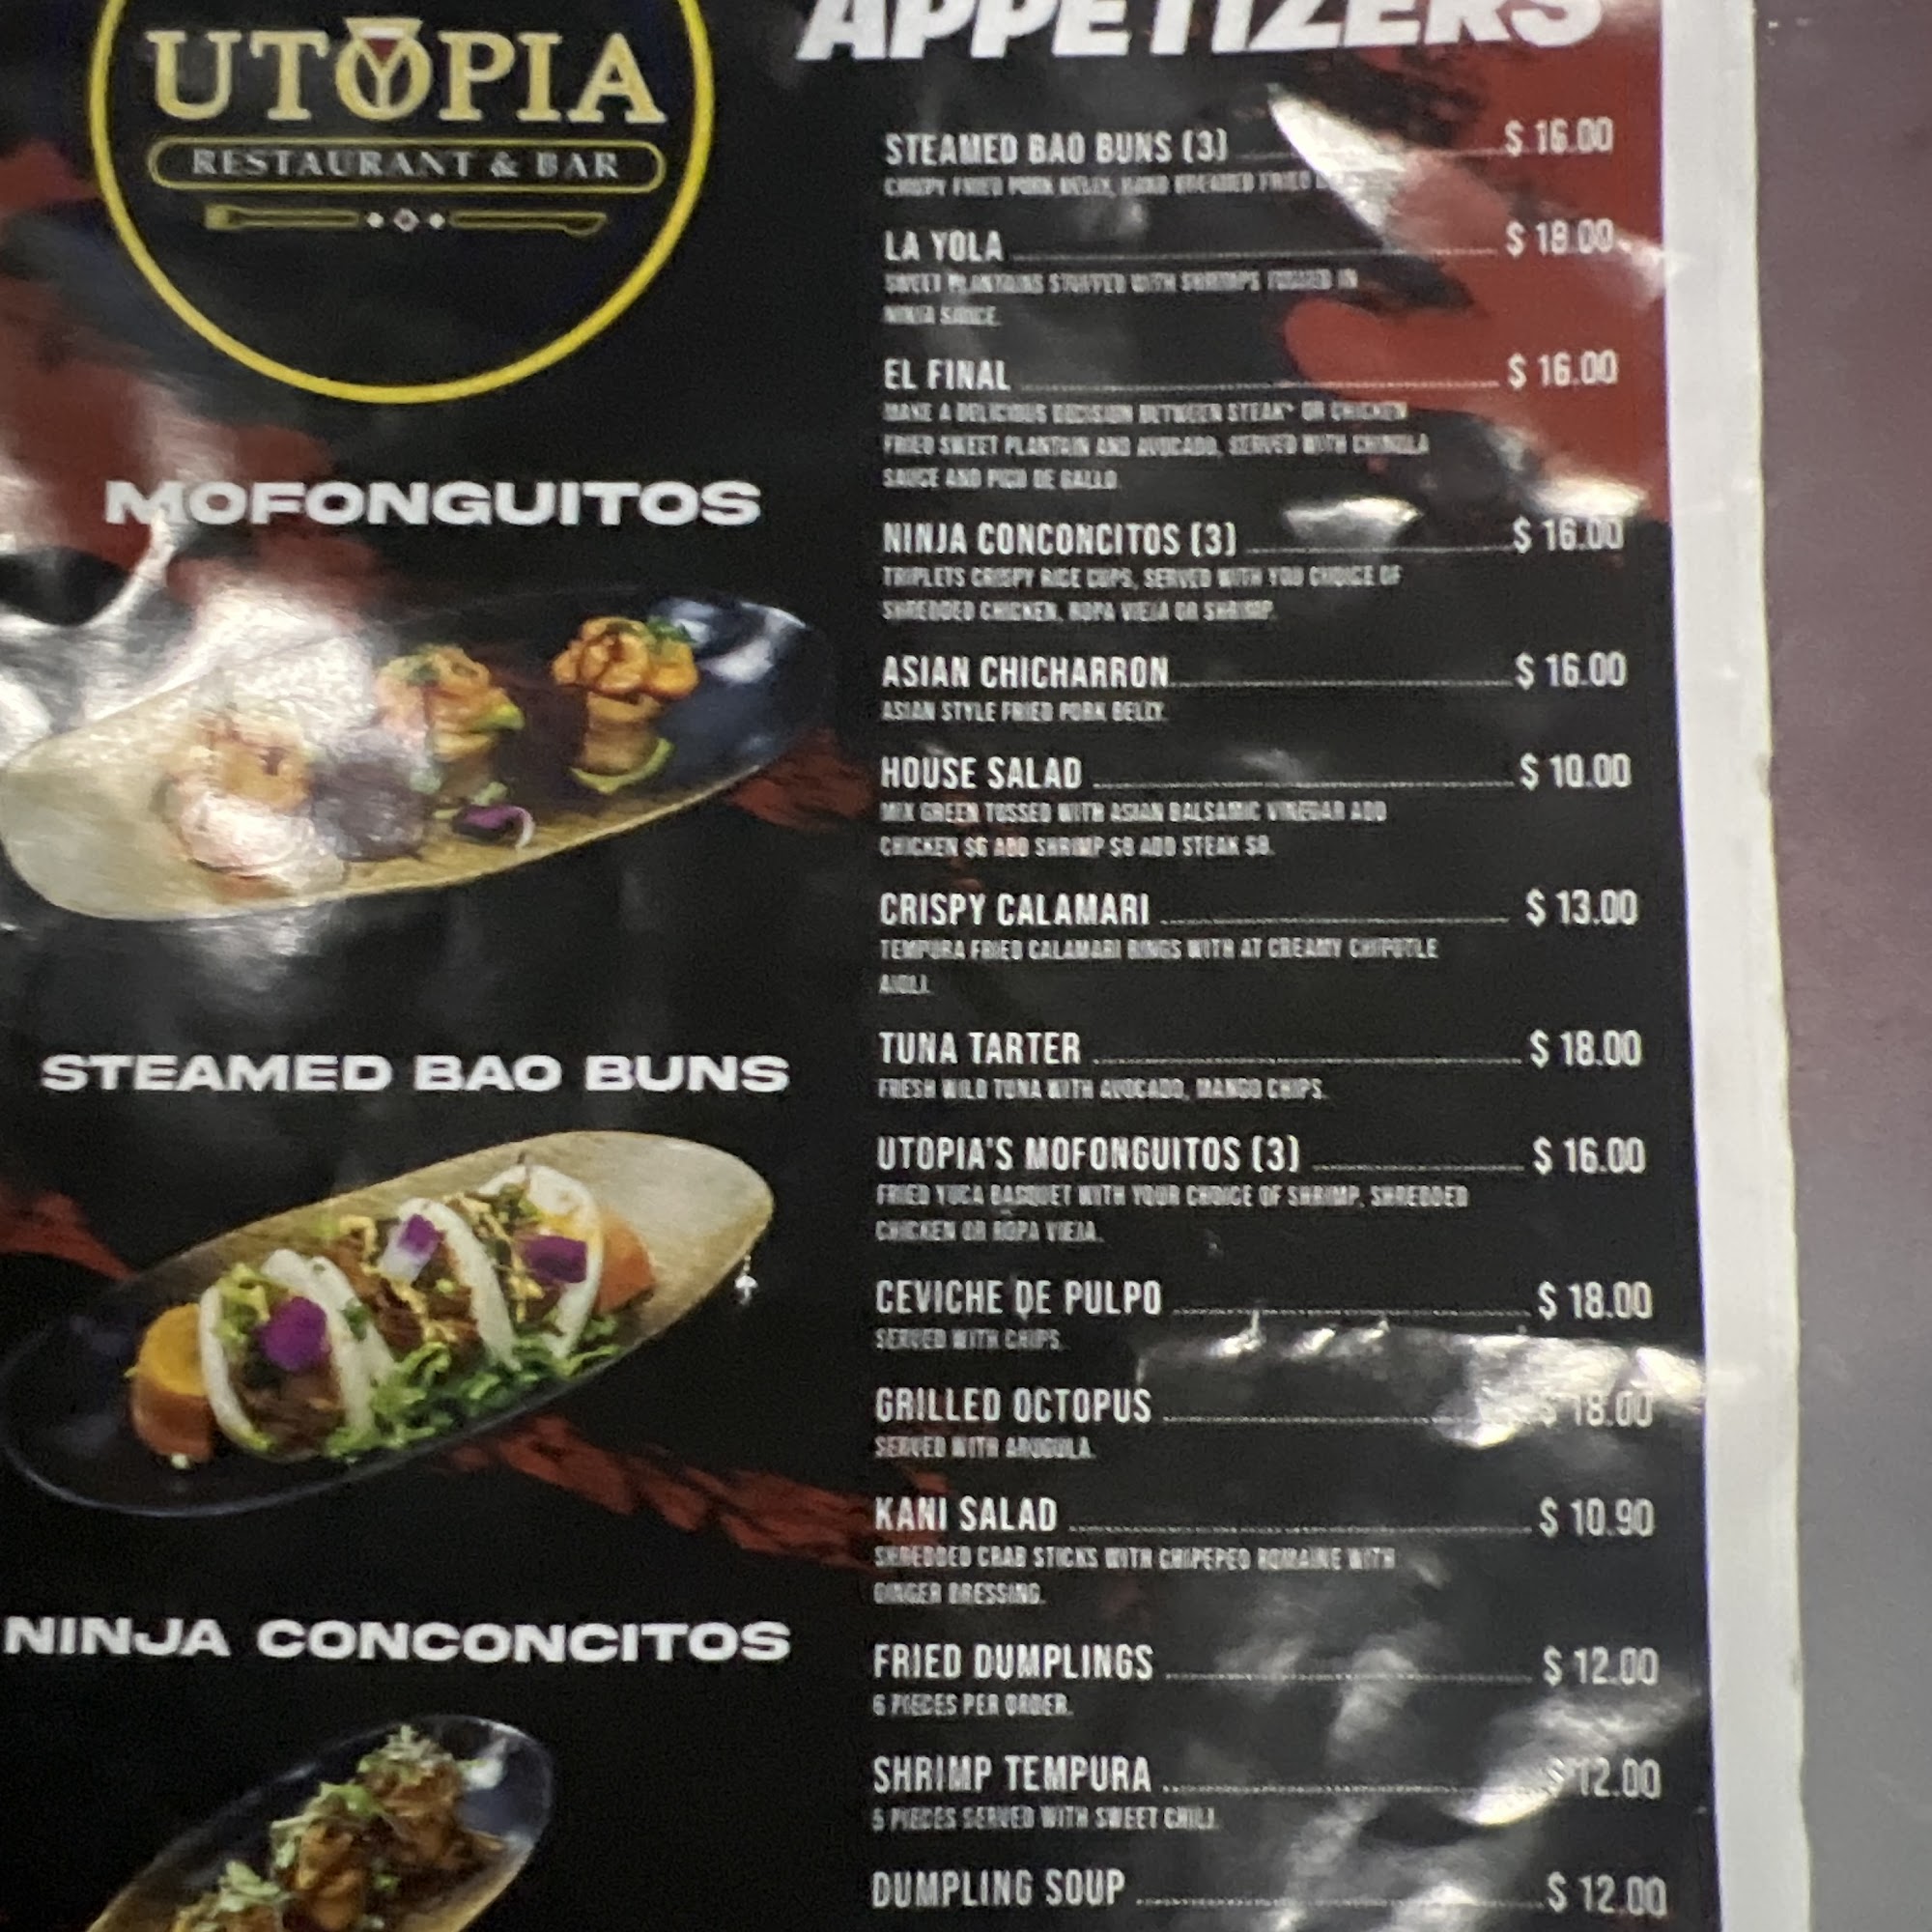 UTOPIA
RESTAURANT & BAR
MOFONGUITOS
STEAMED BAO BUNS
NINJA CONCONCITOS
APPETIZERS
STEAMED BAO BUNS (3) $ 16.00
CRISPY FRIED PORK BELLY, HAND BREADED FRIED
LA YOLA $ 18.00
SWEET PLANTAINS STUFFED WITH SHRIMPS TOSSED IN
NINJA SAUCE.
EL FINAL $ 16.00
MAKE A DELICIOUS DECISION BETWEEN STEAK* OR CHICKEN
FRIED SWEET PLANTAIN AND AVOCADO, SERVED WITH CHINOLA
SAUCE AND PICO DE GALLO.
NINJA CONCONCITOS (3) $ 16.00
TRIPLETS CRISPY RICE CUPS, SERVED WITH YOU CHOICE OF
SHREDDED CHICKEN, ROPA VIEJA OR SHRIMP.
ASIAN CHICHARRON $ 16.00
ASIAN STYLE FRIED PORK BELLY.
HOUSE SALAD $ 10.00
MIX GREEN TOSSED WITH ASIAN BALSAMIC VINEGAR ADD
CHICKEN $6 ADD SHRIMP $8 ADD STEAK $8.
CRISPY CALAMARI $ 13.00
TEMPURA FRIED CALAMARI RINGS WITH AT CREAMY CHIPOTLE
AIOLI.
TUNA TARTER $ 18.00
FRESH WILD TUNA WITH AVOCADO, MANGO CHIPS.
UTOPIA'S MOFONGUITOS (3) $ 16.00
FRIED YUCA BASQUET WITH YOUR CHOICE OF SHRIMP, SHREDDED
CHICKEN OR ROPA VIEJA.
CEVICHE DE PULPO $ 18.00
SERVED WITH CHIPS.
GRILLED OCTOPUS $ 18.00
SERVED WITH ARUGULA.
KANI SALAD $ 10.90
SHREDDED CRAB STICKS WITH CHIPEPED ROMAINE WITH
GINGER DRESSING.
FRIED DUMPLINGS $ 12.00
6 PIECES PER ORDER.
SHRIMP TEMPURA $ 12.00
5 PIECES SERVED WITH SWEET CHILI.
DUMPLING SOUP $ 12.00